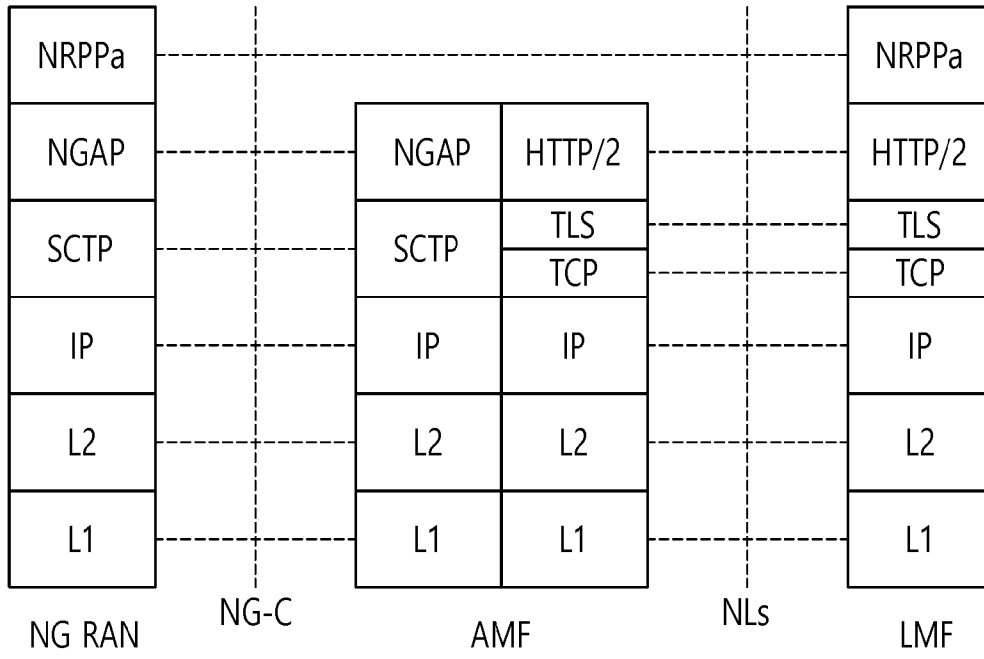 NRPPa NRPPa
NGAP NGAP HTTP/2 HTTP/2
SCTP SCTP TLS TLS
TCP TCP
IP IP IP IP
L2 L2 L2 L2
L1 L1 L1 L1
NG-C NLs
NG RAN AMF LMF